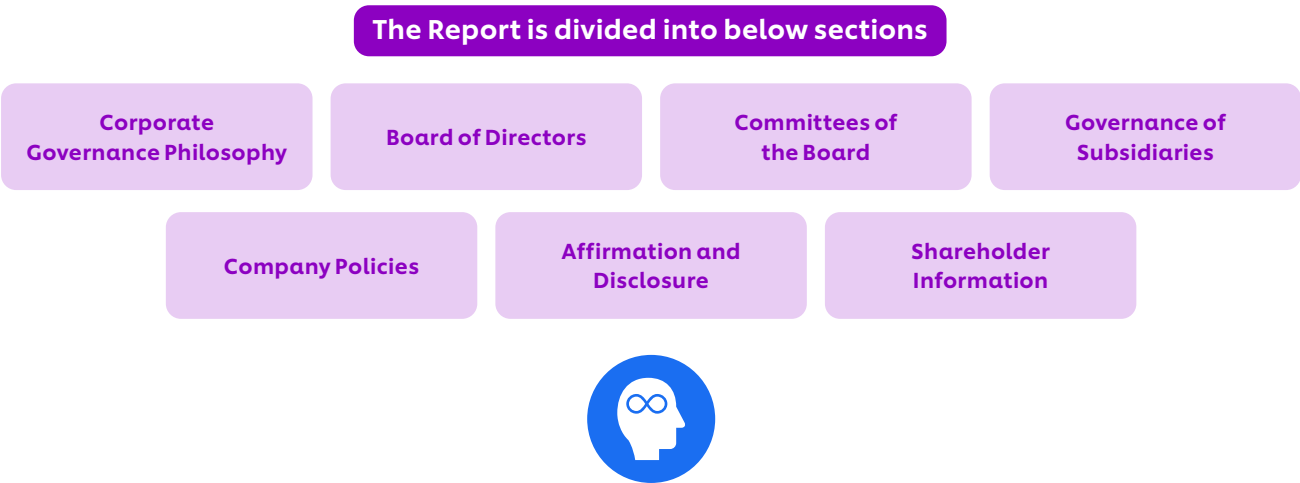 The Report is divided into below sections
Corporate
Governance Philosophy
Board of Directors
Committees of
the Board
Governance of
Subsidiaries
Company Policies
Affirmation and
Disclosure
Shareholder
Information